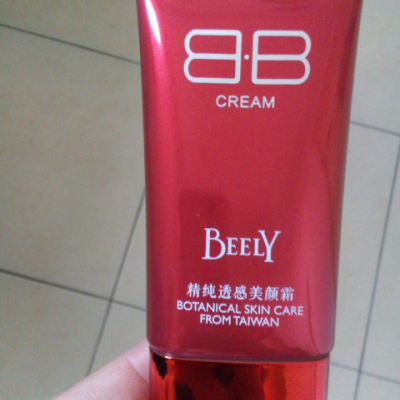 B·B
CREAM
BEELY
精纯透感美颜霜
BOTANICAL SKIN CARE
FROM TAIWAN